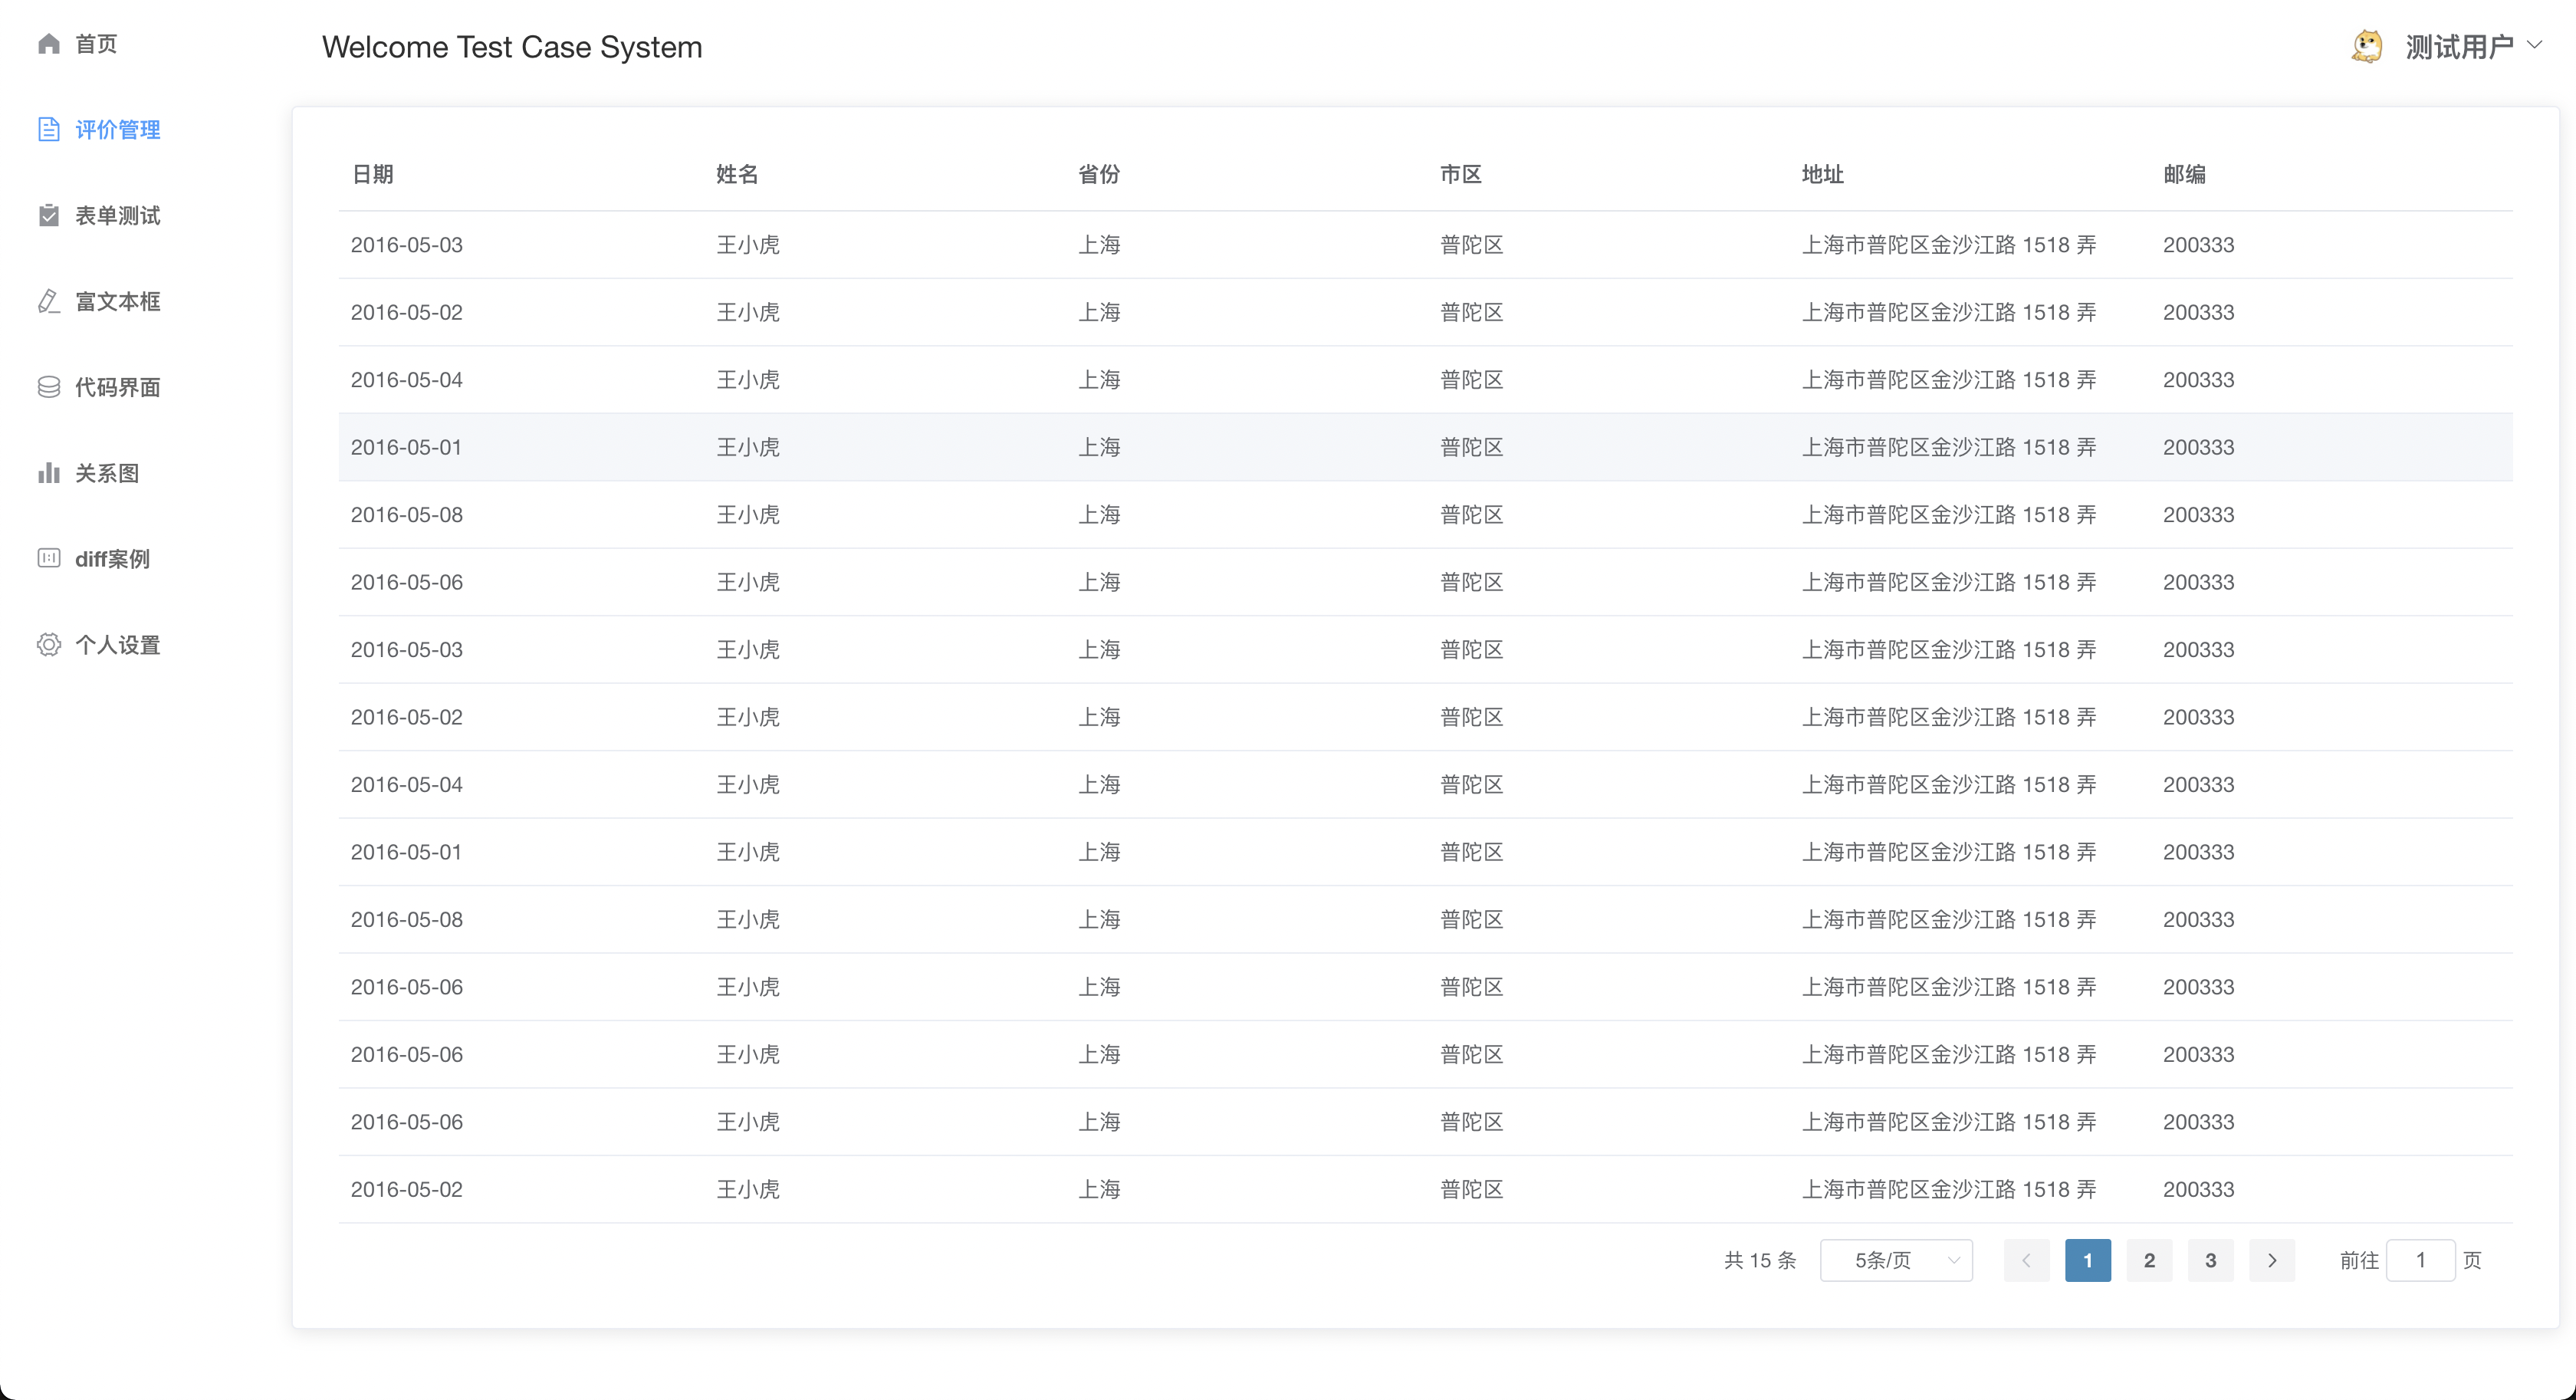 首页
评价管理
表单测试
富文本框
代码界面
关系图
diff案例
个人设置
Welcome Test Case System
测试用户
日期 姓名 省份 市区 地址 邮编
2016-05-03 王小虎 上海 普陀区 上海市普陀区金沙江路 1518 弄 200333
2016-05-02 王小虎 上海 普陀区 上海市普陀区金沙江路 1518 弄 200333
2016-05-04 王小虎 上海 普陀区 上海市普陀区金沙江路 1518 弄 200333
2016-05-01 王小虎 上海 普陀区 上海市普陀区金沙江路 1518 弄 200333
2016-05-08 王小虎 上海 普陀区 上海市普陀区金沙江路 1518 弄 200333
2016-05-06 王小虎 上海 普陀区 上海市普陀区金沙江路 1518 弄 200333
2016-05-03 王小虎 上海 普陀区 上海市普陀区金沙江路 1518 弄 200333
2016-05-02 王小虎 上海 普陀区 上海市普陀区金沙江路 1518 弄 200333
2016-05-04 王小虎 上海 普陀区 上海市普陀区金沙江路 1518 弄 200333
2016-05-01 王小虎 上海 普陀区 上海市普陀区金沙江路 1518 弄 200333
2016-05-08 王小虎 上海 普陀区 上海市普陀区金沙江路 1518 弄 200333
2016-05-06 王小虎 上海 普陀区 上海市普陀区金沙江路 1518 弄 200333
2016-05-06 王小虎 上海 普陀区 上海市普陀区金沙江路 1518 弄 200333
2016-05-06 王小虎 上海 普陀区 上海市普陀区金沙江路 1518 弄 200333
2016-05-02 王小虎 上海 普陀区 上海市普陀区金沙江路 1518 弄 200333
共 15 条 5条/页 1 2 3 前往 1 页